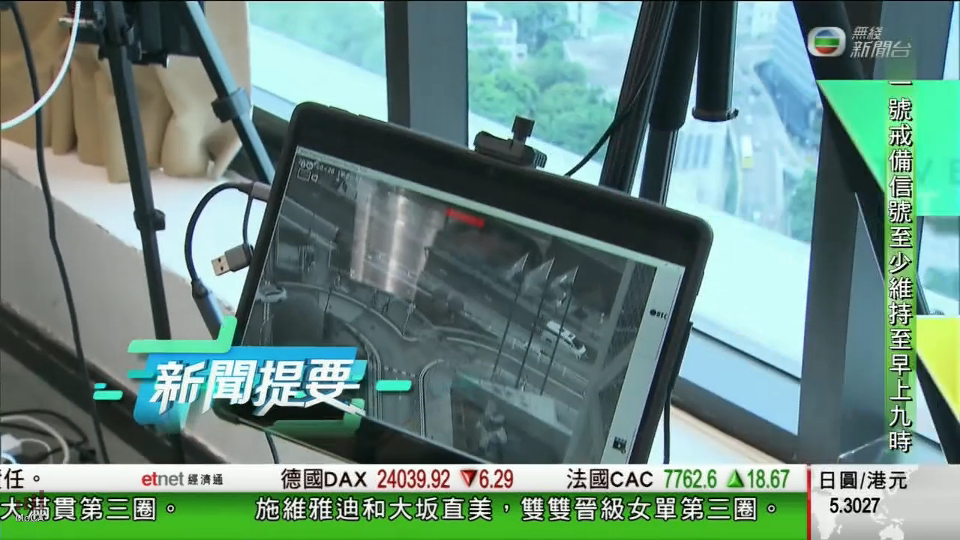 無綫
新聞台
一號戒備信號至少維持至早上九時
新聞提要
任。
etnet 經濟通
德國DAX 24039.92 ▼6.29
法國CAC 7762.6 ▲18.67
日圓/港元
5.3027
大滿貫第三圈。
施維雅迪和大坂直美，雙雙晉級女單第三圈。